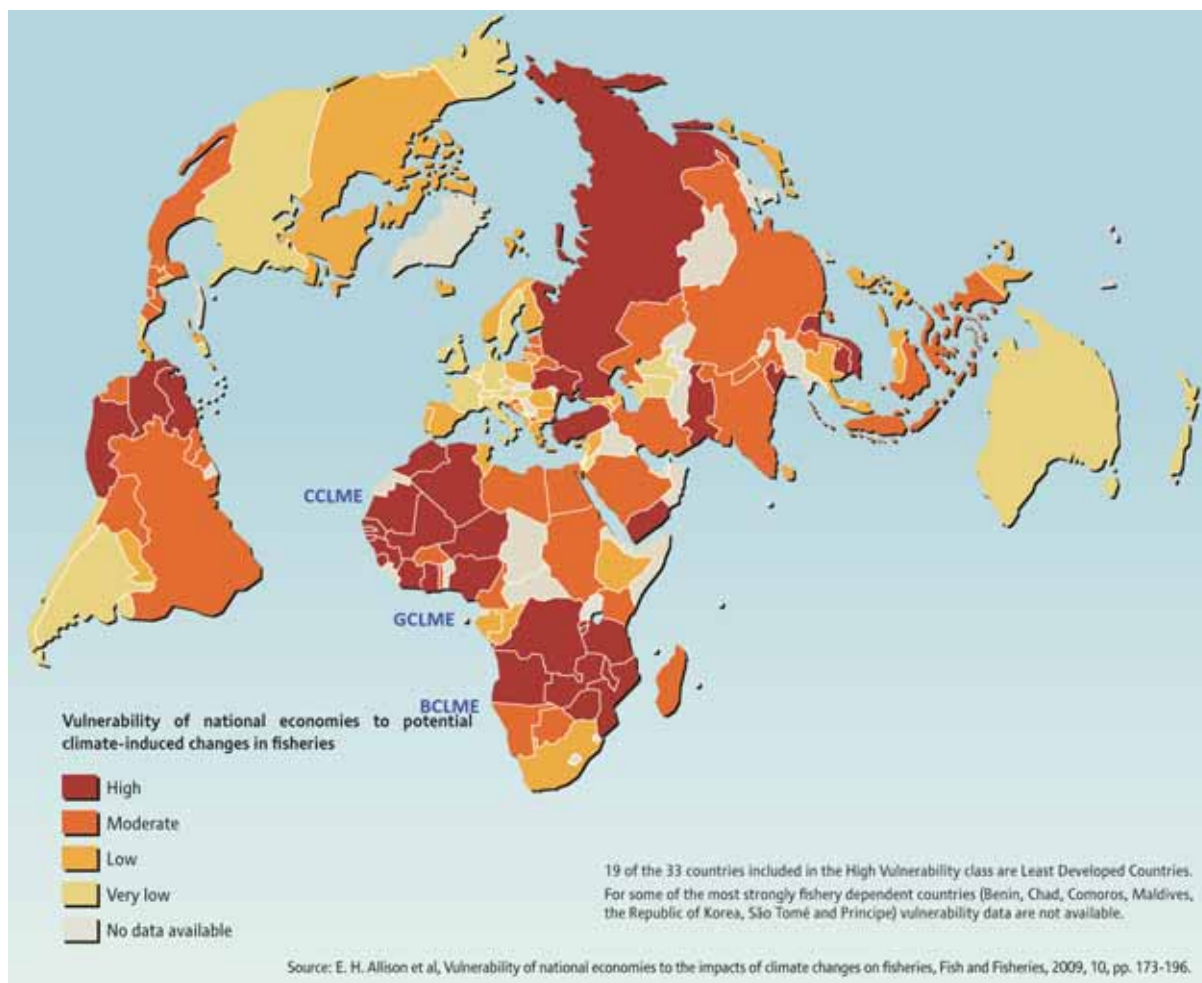 CCLME
GCLME
BCLME
Vulnerability of national economies to potential
climate-induced changes in fisheries
High
Moderate
Low
Very low
No data available
19 of the 33 countries included in the High Vulnerability class are Least Developed Countries.
For some of the most strongly fishery dependent countries (Benin, Chad, Comoros, Maldives,
the Republic of Korea, São Tomé and Principe) vulnerability data are not available.
Source: E. H. Allison et al, Vulnerability of national economies to the impacts of climate changes on fisheries, Fish and Fisheries, 2009, 10, pp. 173-196.